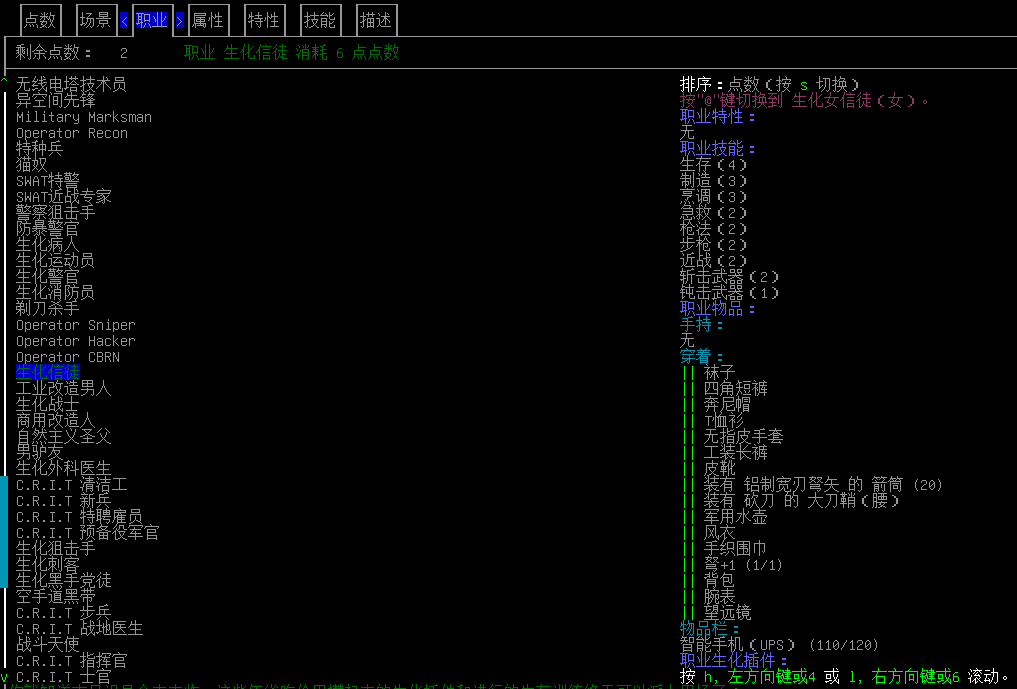 点数 场景 < 职业 > 属性 特性 技能 描述
剩余点数： 2 职业 生化信徒 消耗 6 点点数
无线电塔技术员
异空间先锋
Military Marksman
Operator Recon
特种兵
猫奴
SWAT特警
SWAT近战专家
警察狙击手
防暴警官
生化病人
生化运动员
生化警官
生化消防员
剃刀杀手
Operator Sniper
Operator Hacker
Operator CBRN
生化信徒
工业改造男人
生化战士
商用改造人
自然主义圣父
男驴友
生化外科医生
C.R.I.T 清洁工
C.R.I.T 新兵
C.R.I.T 特聘雇员
C.R.I.T 预备役军官
生化狙击手
生化刺客
生化黑手党徒
空手道黑带
C.R.I.T 步兵
C.R.I.T 战地医生
战斗天使
C.R.I.T 指挥官
C.R.I.T 士官
排序：点数（按 s 切换）
按"@"键切换到 生化女信徒（女）。
职业特性：
无
职业技能：
生存（4）
制造（3）
烹调（3）
急救（2）
枪法（2）
步枪（2）
近战（2）
斩击武器（2）
钝击武器（1）
职业物品：
手持：
无
穿着：
|| 袜子
|| 四角短裤
|| 奔尼帽
|| T恤衫
|| 无指皮手套
|| 工装长裤
|| 皮靴
|| 装有 铝制宽刃弩矢 的 箭筒 (20)
|| 装有 砍刀 的 大刀鞘（腰）
|| 军用水壶
|| 风衣
|| 手织围巾
|| 弩+1 (1/1)
|| 背包
|| 腕表
|| 望远镜
物品栏：
智能手机（UPS） (110/120)
职业生化插件：
按 h, 左方向键或4 或 l, 右方向键或6 滚动。